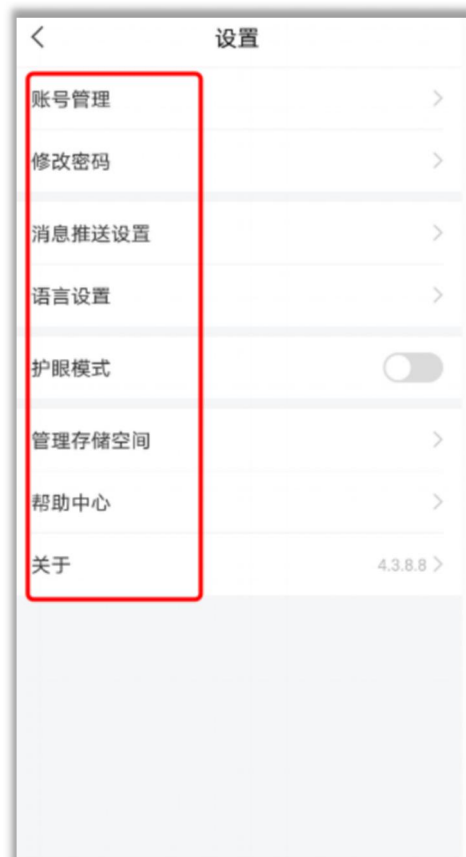 设置
账号管理
修改密码
消息推送设置
语言设置
护眼模式
管理存储空间
帮助中心
关于 4.3.8.8